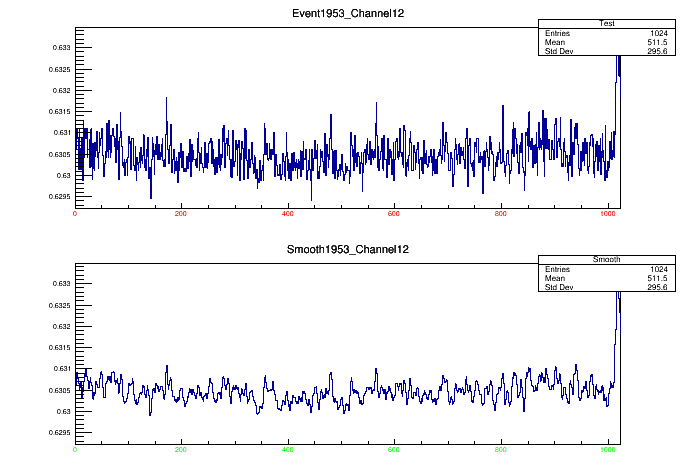 Event1953_Channel12
Test
Entries 1024
Mean 511.5
Std Dev 295.6
0.633
0.6325
0.632
0.6315
0.631
0.6305
0.63
0.6295
0 200 400 600 800 1000
Smooth1953_Channel12
Smooth
Entries 1024
Mean 511.5
Std Dev 295.6
0.633
0.6325
0.632
0.6315
0.631
0.6305
0.63
0.6295
0 200 400 600 800 1000